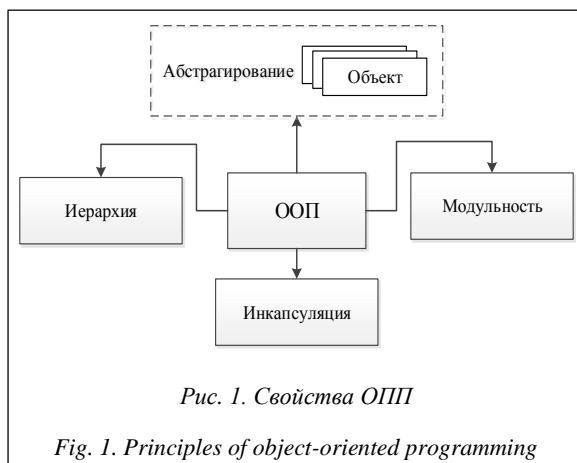 Абстрагирование
Объект
Иерархия
ООП
Модульность
Инкапсуляция
Рис. 1. Свойства ОПП
Fig. 1. Principles of object-oriented programming